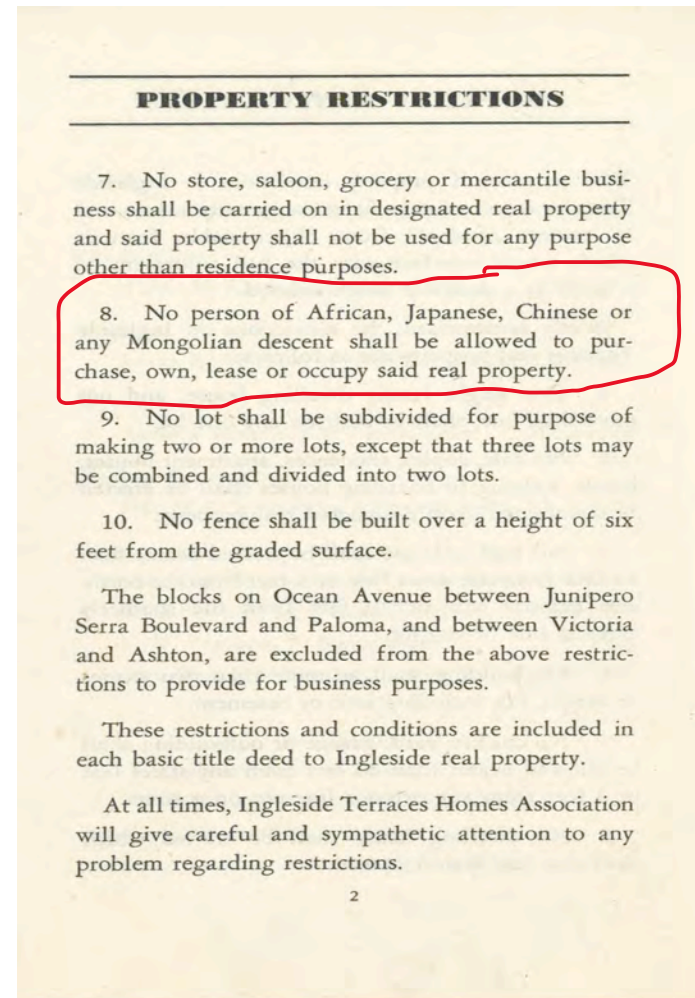 PROPERTY RESTRICTIONS
7. No store, saloon, grocery or mercantile busi-
ness shall be carried on in designated real property
and said property shall not be used for any purpose
other than residence purposes.
8. No person of African, Japanese, Chinese or
any Mongolian descent shall be allowed to pur-
chase, own, lease or occupy said real property.
9. No lot shall be subdivided for purpose of
making two or more lots, except that three lots may
be combined and divided into two lots.
10. No fence shall be built over a height of six
feet from the graded surface.
The blocks on Ocean Avenue between Junipero
Serra Boulevard and Paloma, and between Victoria
and Ashton, are excluded from the above restric-
tions to provide for business purposes.
These restrictions and conditions are included in
each basic title deed to Ingleside real property.
At all times, Ingleside Terraces Homes Association
will give careful and sympathetic attention to any
problem regarding restrictions.
2